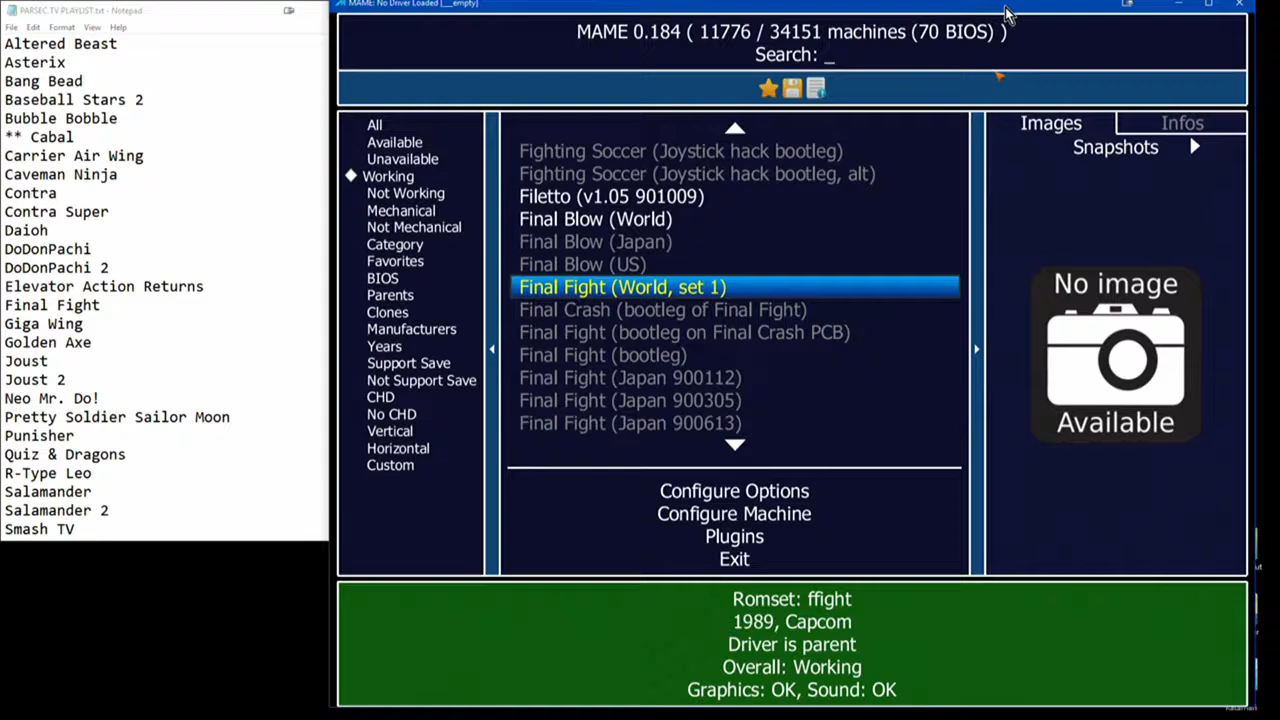 PARSEC.TV PLAYLIST.txt - Notepad
File Edit Format View Help
Altered Beast
Asterix
Bang Bead
Baseball Stars 2
Bubble Bobble
** Cabal
Carrier Air Wing
Caveman Ninja
Contra
Contra Super
Daioh
DoDonPachi
DoDonPachi 2
Elevator Action Returns
Final Fight
Giga Wing
Golden Axe
Joust
Joust 2
Neo Mr. Do!
Pretty Soldier Sailor Moon
Punisher
Quiz & Dragons
R-Type Leo
Salamander
Salamander 2
Smash TV
MAME: No Driver Loaded [___empty]
MAME 0.184 ( 11776 / 34151 machines (70 BIOS) )
Search: _
All
Available
Unavailable
Working
Not Working
Mechanical
Not Mechanical
Category
Favorites
BIOS
Parents
Clones
Manufacturers
Years
Support Save
Not Support Save
CHD
No CHD
Vertical
Horizontal
Custom
Fighting Soccer (Joystick hack bootleg)
Fighting Soccer (Joystick hack bootleg, alt)
Filetto (v1.05 901009)
Final Blow (World)
Final Blow (Japan)
Final Blow (US)
Final Fight (World, set 1)
Final Crash (bootleg of Final Fight)
Final Fight (bootleg on Final Crash PCB)
Final Fight (bootleg)
Final Fight (Japan 900112)
Final Fight (Japan 900305)
Final Fight (Japan 900613)
Configure Options
Configure Machine
Plugins
Exit
Images Infos
Snapshots
No image
Available
Romset: ffight
1989, Capcom
Driver is parent
Overall: Working
Graphics: OK, Sound: OK